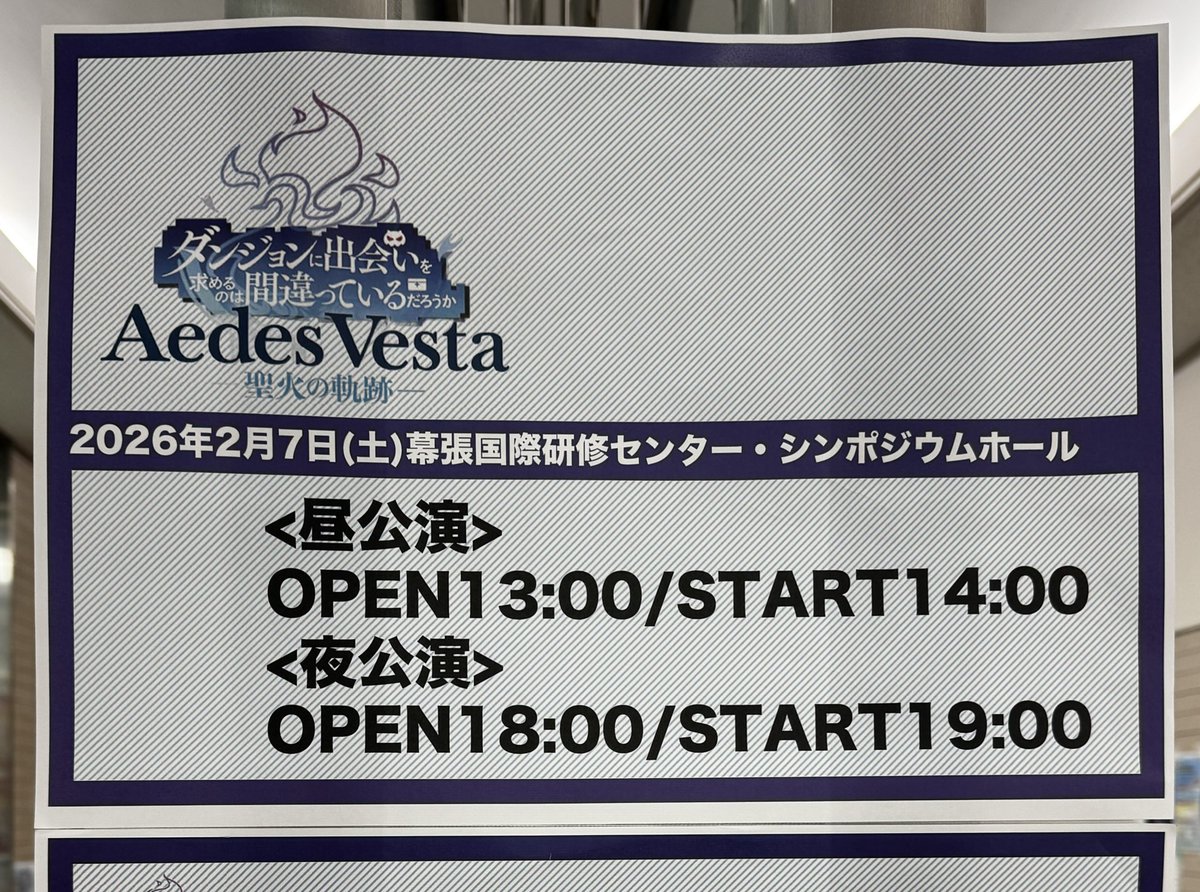 ダンジョンに出会いを
求めるのは間違っているだろうか
Aedes Vesta
―聖火の軌跡―
2026年2月7日(土)幕張国際研修センター・シンポジウムホール
<昼公演>
OPEN13:00/START14:00
<夜公演>
OPEN18:00/START19:00